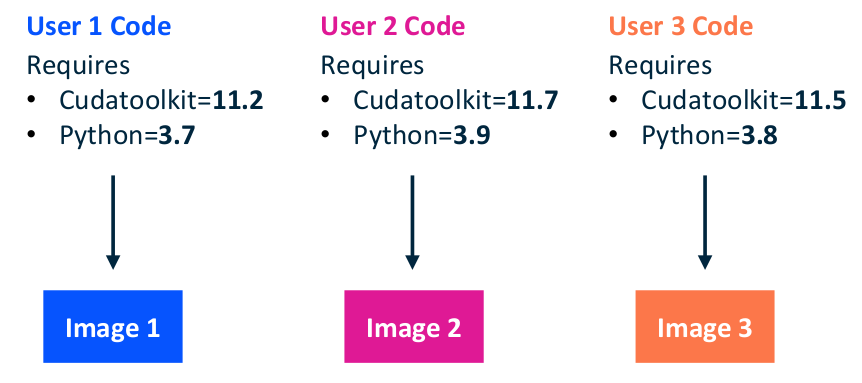 User 1 Code
Requires
• Cudatoolkit=11.2
• Python=3.7
Image 1
User 2 Code
Requires
• Cudatoolkit=11.7
• Python=3.9
Image 2
User 3 Code
Requires
• Cudatoolkit=11.5
• Python=3.8
Image 3